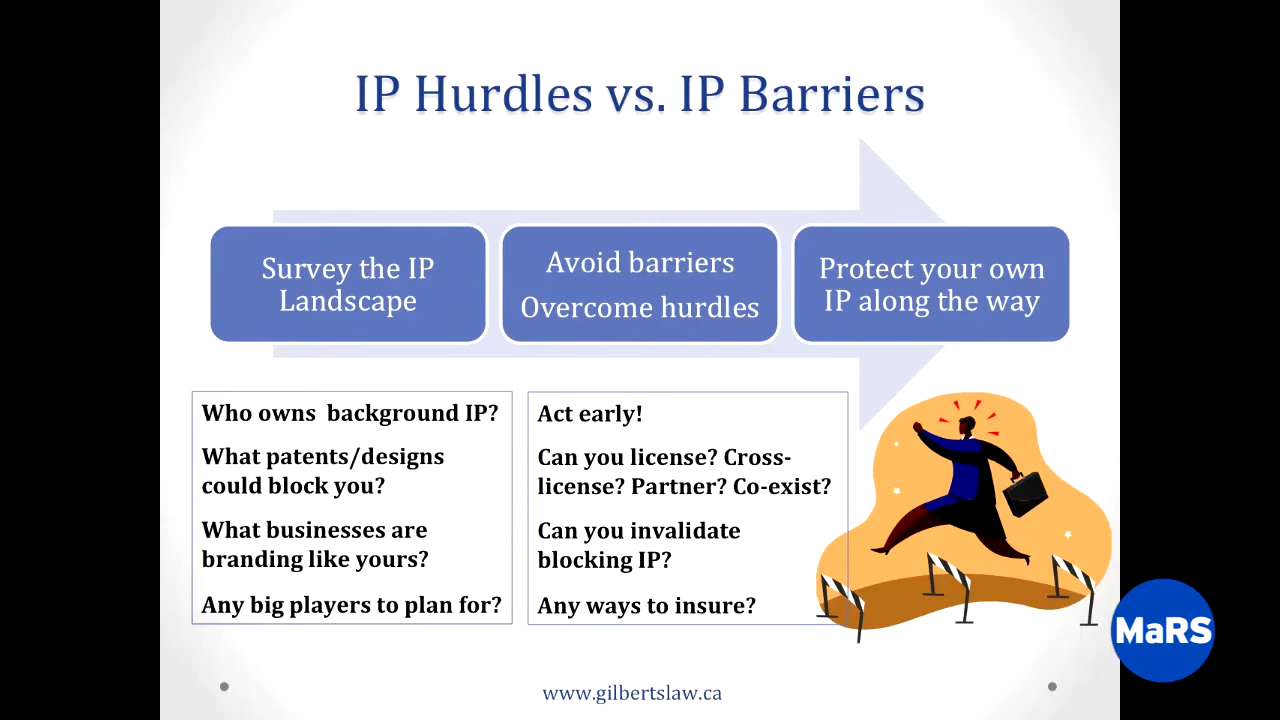 IP Hurdles vs. IP Barriers
Survey the IP
Landscape
Avoid barriers
Overcome hurdles
Protect your own
IP along the way
Who owns  background IP?
What patents/designs
could block you?
What businesses are
branding like yours?
Any big players to plan for?
Act early!
Can you license? Cross-
license? Partner? Co-exist?
Can you invalidate
blocking IP?
Any ways to insure?
MaRS
www.gilbertslaw.ca